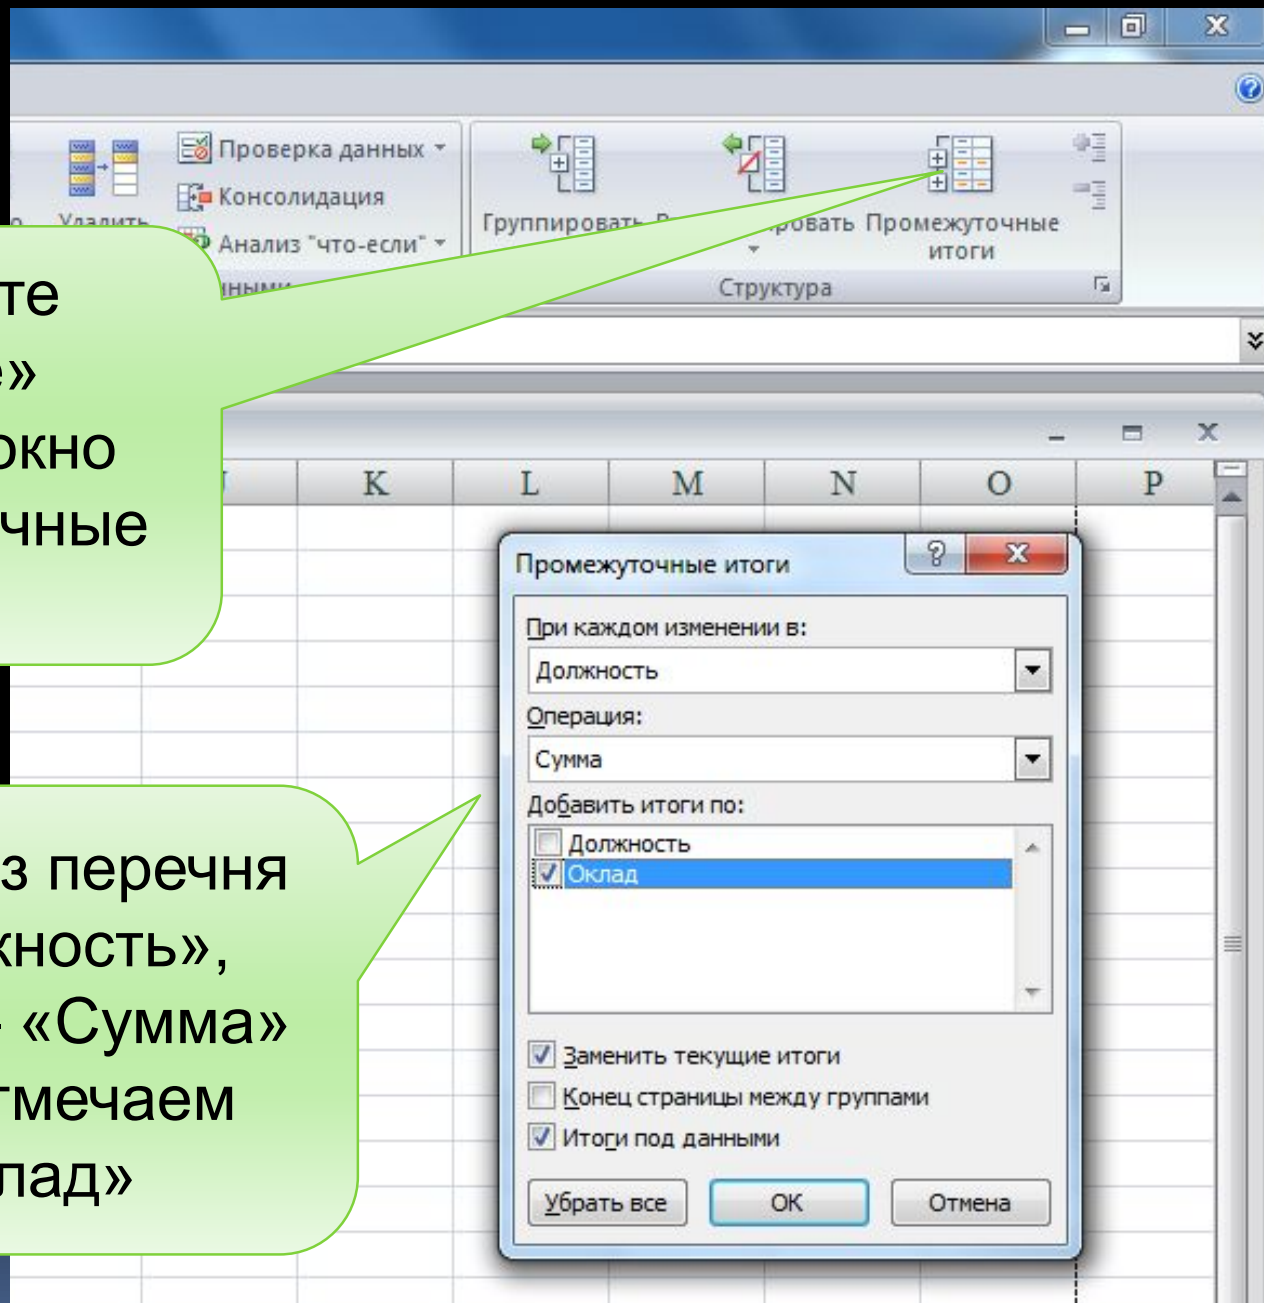 Проверка данных
Консолидация
Удалить
Анализ "что-если"
Группировать
Промежуточные
итоги
Структура
те
е»
окно
чные
K L M N O P
Промежуточные итоги
При каждом изменении в:
Должность
Операция:
Сумма
Добавить итоги по:
Должность
Оклад
з перечня
жность»,
- «Сумма»
тмечаем
лад»
Заменить текущие итоги
Конец страницы между группами
Итоги под данными
Убрать все
ОК
Отмена